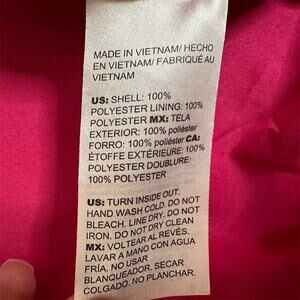 MADE IN VIETNAM/ HECHO
EN VIETNAM/ FABRIQUÉ AU
VIETNAM
US: SHELL: 100%
POLYESTER LINING: 100%
POLYESTER MX: TELA
EXTERIOR: 100% poliéster
FORRO: 100% poliéster CA:
ÉTOFFE EXTÉRIEURE: 100%
POLYESTER DOUBLURE:
100% POLYESTER
US: TURN INSIDE OUT.
HAND WASH COLD. DO NOT
BLEACH. LINE DRY. DO NOT
IRON. DO NOT DRY CLEAN
MX: VOLTEAR AL REVÉS.
LAVAR A MANO CON AGUA
FRÍA. NO USAR
BLANQUEADOR. SECAR
COLGADO. NO PLANCHAR.